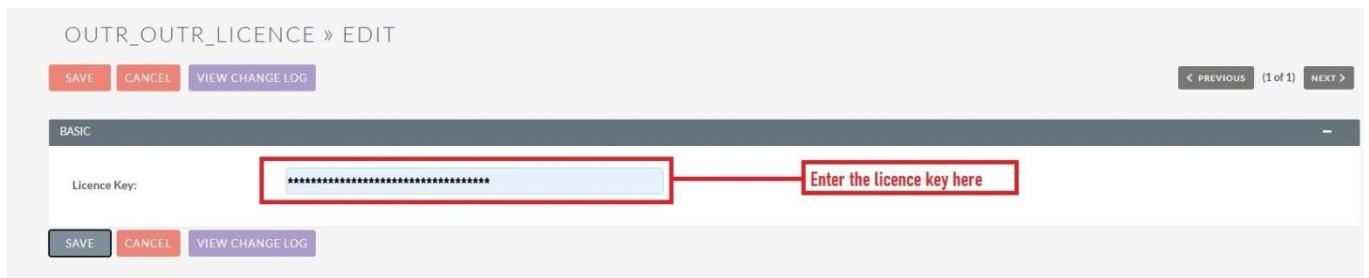 OUTR_OUTR_LICENCE » EDIT
SAVE CANCEL VIEW CHANGE LOG < PREVIOUS (1 of 1) NEXT >
BASIC −
Licence Key: *********************************** Enter the licence key here
SAVE CANCEL VIEW CHANGE LOG